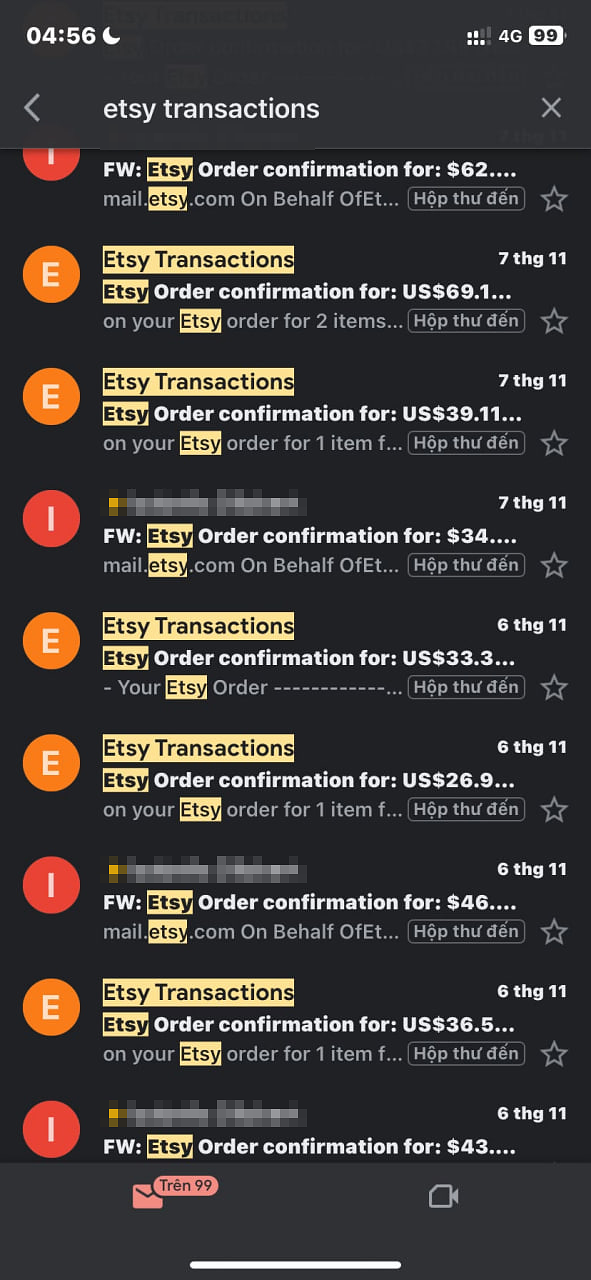 04:56
4G 99
etsy transactions
I
FW: Etsy Order confirmation for: $62....
mail.etsy.com On Behalf OfEt... Hộp thư đến
E
Etsy Transactions 7 thg 11
Etsy Order confirmation for: US$69.1...
on your Etsy order for 2 items... Hộp thư đến
E
Etsy Transactions 7 thg 11
Etsy Order confirmation for: US$39.11...
on your Etsy order for 1 item f... Hộp thư đến
I
7 thg 11
FW: Etsy Order confirmation for: $34....
mail.etsy.com On Behalf OfEt... Hộp thư đến
E
Etsy Transactions 6 thg 11
Etsy Order confirmation for: US$33.3...
- Your Etsy Order ------------... Hộp thư đến
E
Etsy Transactions 6 thg 11
Etsy Order confirmation for: US$26.9...
on your Etsy order for 1 item f... Hộp thư đến
I
6 thg 11
FW: Etsy Order confirmation for: $46....
mail.etsy.com On Behalf OfEt... Hộp thư đến
E
Etsy Transactions 6 thg 11
Etsy Order confirmation for: US$36.5...
on your Etsy order for 1 item f... Hộp thư đến
I
6 thg 11
FW: Etsy Order confirmation for: $43....
Trên 99